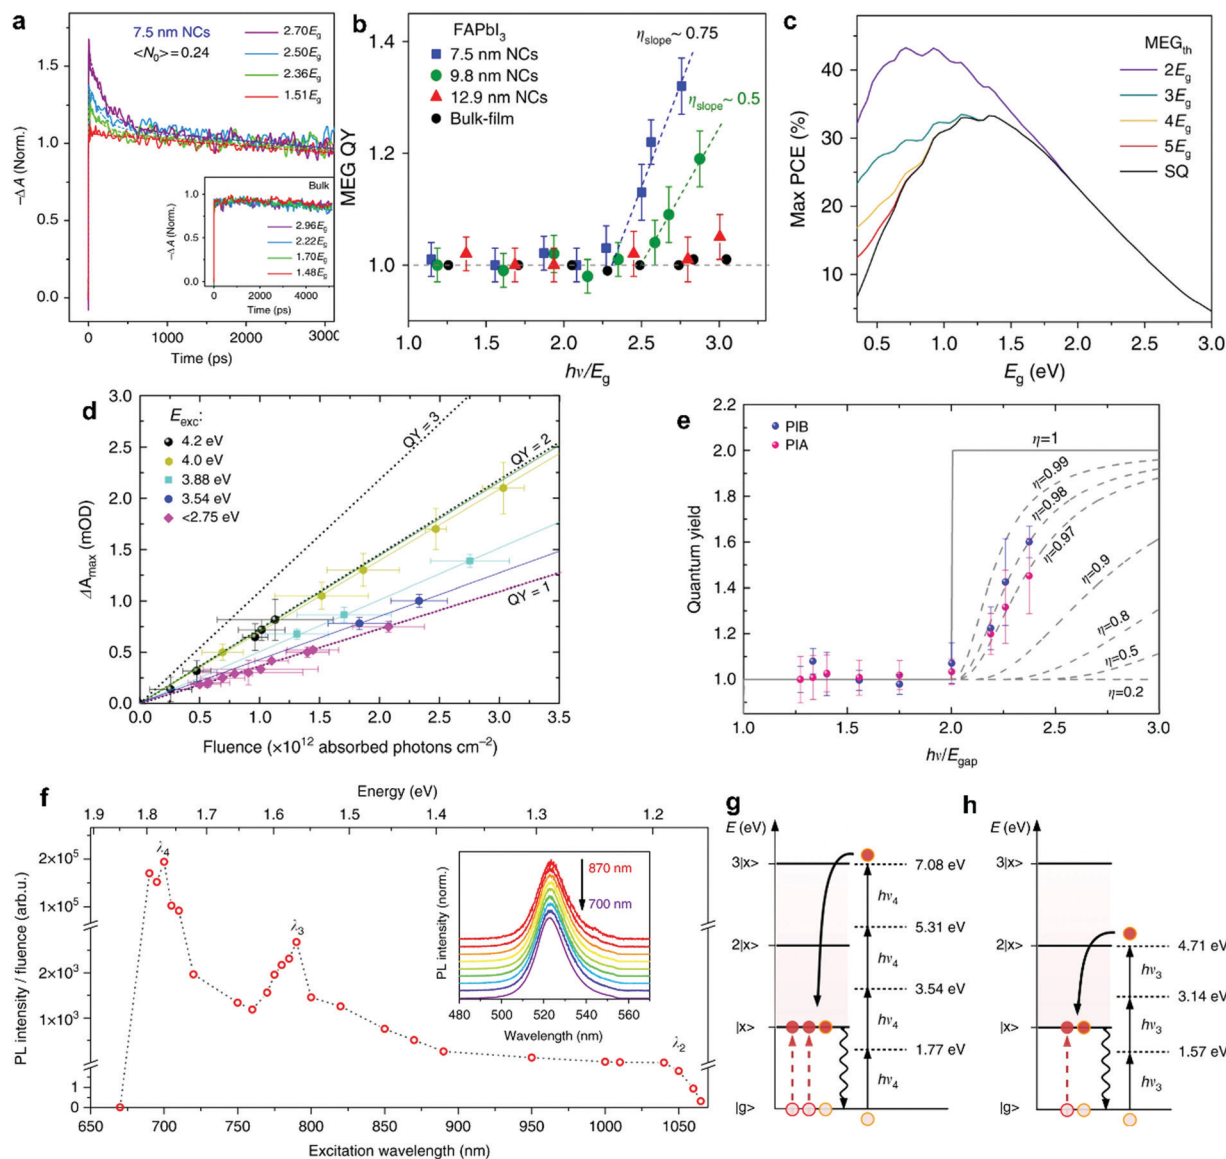 a
7.5 nm NCs
<N₀> = 0.24
2.70Eg
2.50Eg
2.36Eg
1.51Eg
1.5
1.0
0.5
0.0
−ΔA (Norm.)
0
1000
2000
3000
Time (ps)
Bulk
2.96Eg
2.22Eg
1.70Eg
1.48Eg
1.0
0.5
0.0
−ΔA (Norm.)
0
2000
4000
Time (ps)
b
FAPbI₃
7.5 nm NCs
9.8 nm NCs
12.9 nm NCs
Bulk-film
ηslope~ 0.75
ηslope~ 0.5
1.4
1.2
1.0
MEG QY
1.0
1.5
2.0
2.5
3.0
hν/Eg
c
MEGth
2Eg
3Eg
4Eg
5Eg
SQ
40
30
20
10
Max PCE (%)
0.5
1.0
1.5
2.0
2.5
3.0
Eg (eV)
d
Eexc:
4.2 eV
4.0 eV
3.88 eV
3.54 eV
<2.75 eV
QY = 3
QY = 2
QY = 1
3.0
2.5
2.0
1.5
1.0
0.5
0.0
ΔAmax (mOD)
0.0
0.5
1.0
1.5
2.0
2.5
3.0
3.5
Fluence (×10¹² absorbed photons cm⁻²)
e
PIB
PIA
η=1
η=0.99
η=0.98
η=0.97
η=0.9
η=0.8
η=0.5
η=0.2
2.2
2.0
1.8
1.6
1.4
1.2
1.0
Quantum yield
1.0
1.5
2.0
2.5
3.0
hν/Egap
f
Energy (eV)
1.9
1.8
1.7
1.6
1.5
1.4
1.3
1.2
λ4
λ3
λ2
2×10⁵
1×10⁵
2×10³
1×10³
1
0
PL intensity / fluence (arb.u.)
650
700
750
800
850
900
950
1000
1050
Excitation wavelength (nm)
870 nm
700 nm
PL intensity (norm.)
480
500
520
540
560
Wavelength (nm)
g
E (eV)
3|x>
2|x>
|x>
|g>
7.08 eV
5.31 eV
3.54 eV
1.77 eV
hν4
hν4
hν4
hν4
h
E (eV)
3|x>
2|x>
|x>
|g>
4.71 eV
3.14 eV
1.57 eV
hν3
hν3
hν3